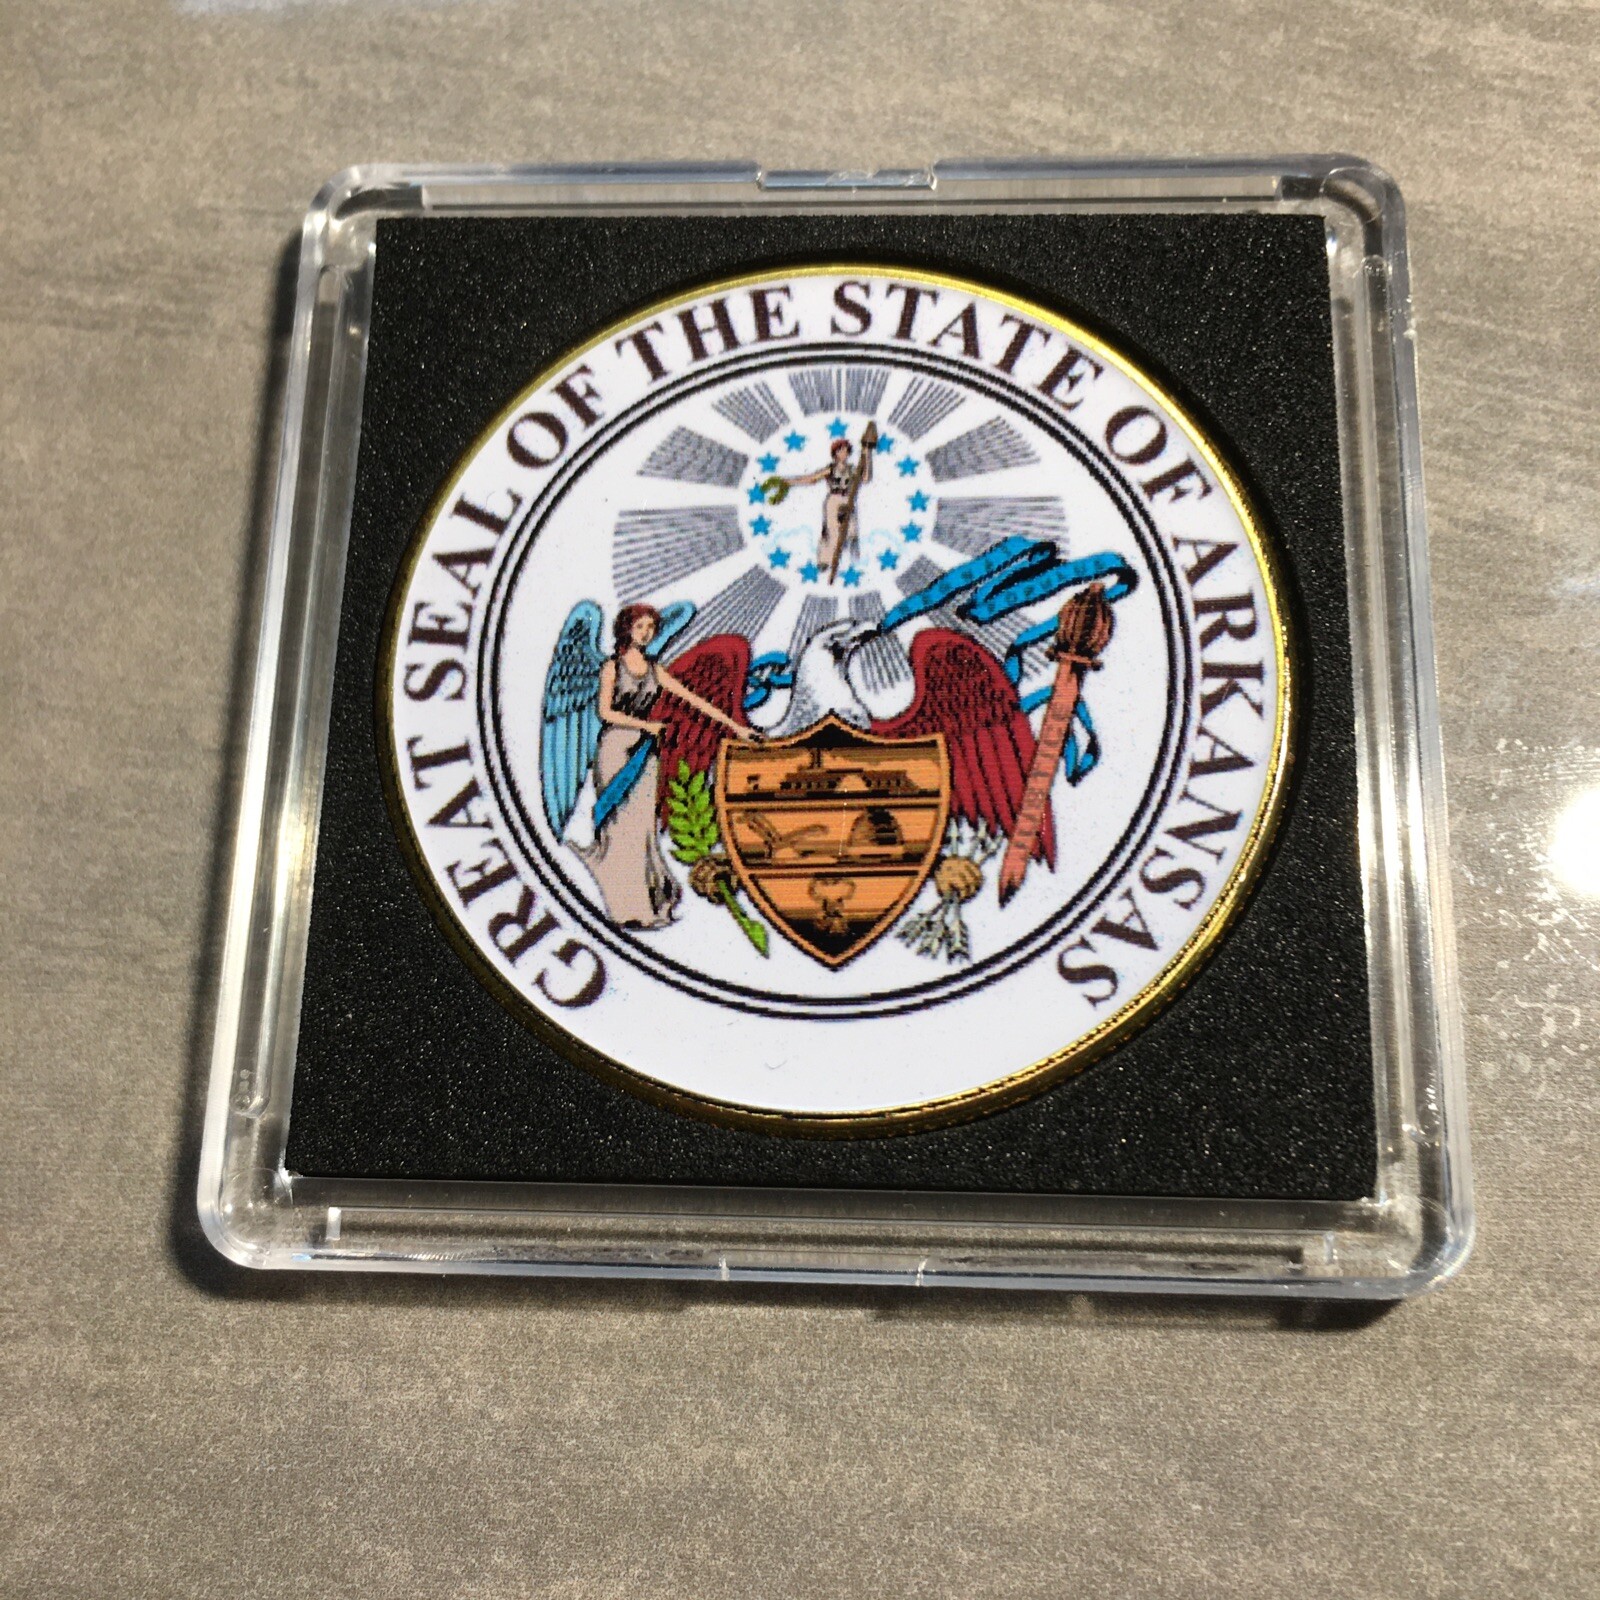 GREAT SEAL OF THE STATE OF ARKANSAS